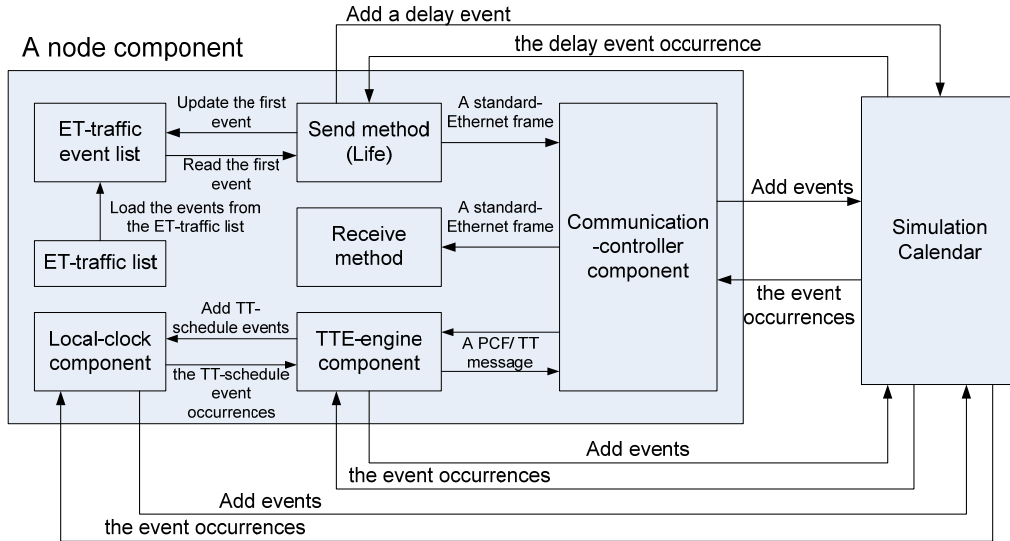 Add a delay event
A node component
the delay event occurrence
Update the first
event
A standard-
Ethernet frame
ET-traffic
event list
Send method
(Life)
Read the first
event
Load the events from
the ET-traffic list
ET-traffic list
A standard-
Ethernet frame
Receive
method
Communication
-controller
component
Add events
Simulation
Calendar
the event
occurrences
Add TT-
schedule events
Local-clock
component
TTE-engine
component
A PCF/ TT
message
the TT-schedule
event
occurrences
Add events
the event occurrences
Add events
the event occurrences